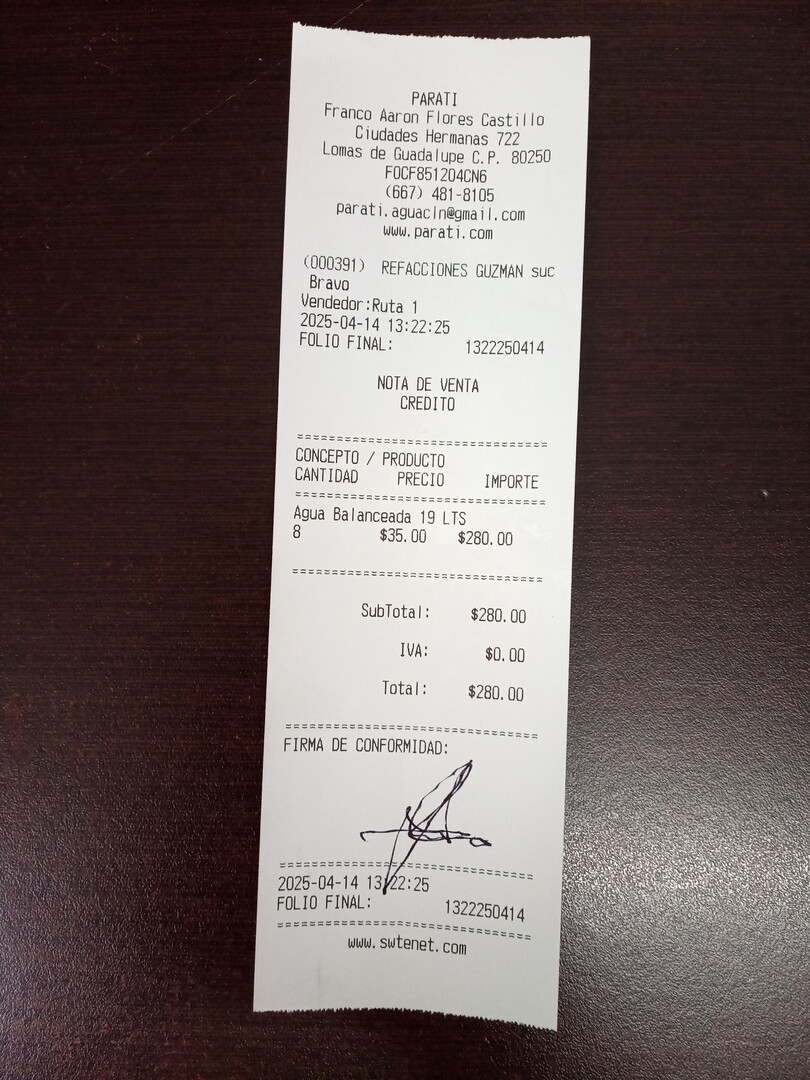 PARATI
Franco Aaron Flores Castillo
Ciudades Hermanas 722
Lomas de Guadalupe C.P. 80250
FOCF851204CN6
(667) 481-8105
parati.aguacln@gmail.com
www.parati.com
(000391) REFACCIONES GUZMAN suc
Bravo
Vendedor:Ruta 1
2025-04-14 13:22:25
FOLIO FINAL: 1322250414
NOTA DE VENTA
CREDITO
==================================
CONCEPTO / PRODUCTO
CANTIDAD PRECIO IMPORTE
==================================
Agua Balanceada 19 LTS
8 $35.00 $280.00
==================================
SubTotal: $280.00
IVA: $0.00
Total: $280.00
==================================
FIRMA DE CONFORMIDAD:
==================================
2025-04-14 13:22:25
FOLIO FINAL: 1322250414
==================================
www.swtenet.com